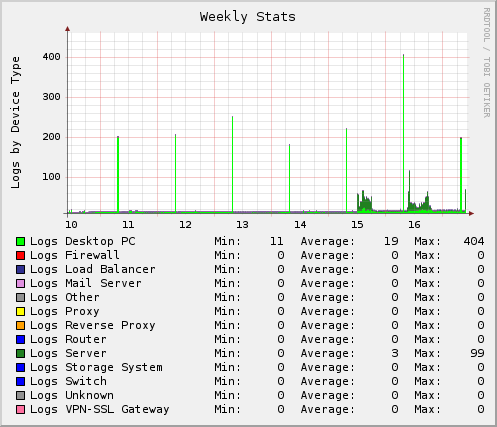 Weekly Stats
RRDTOOL / TOBI OETIKER
Logs by Device Type
400
300
200
100
10 11 12 13 14 15 16
Logs Desktop PC Min: 11 Average: 19 Max: 404
Logs Firewall Min: 0 Average: 0 Max: 0
Logs Load Balancer Min: 0 Average: 0 Max: 0
Logs Mail Server Min: 0 Average: 0 Max: 0
Logs Other Min: 0 Average: 0 Max: 0
Logs Proxy Min: 0 Average: 0 Max: 0
Logs Reverse Proxy Min: 0 Average: 0 Max: 0
Logs Router Min: 0 Average: 0 Max: 0
Logs Server Min: 0 Average: 3 Max: 99
Logs Storage System Min: 0 Average: 0 Max: 0
Logs Switch Min: 0 Average: 0 Max: 0
Logs Unknown Min: 0 Average: 0 Max: 0
Logs VPN-SSL Gateway Min: 0 Average: 0 Max: 0